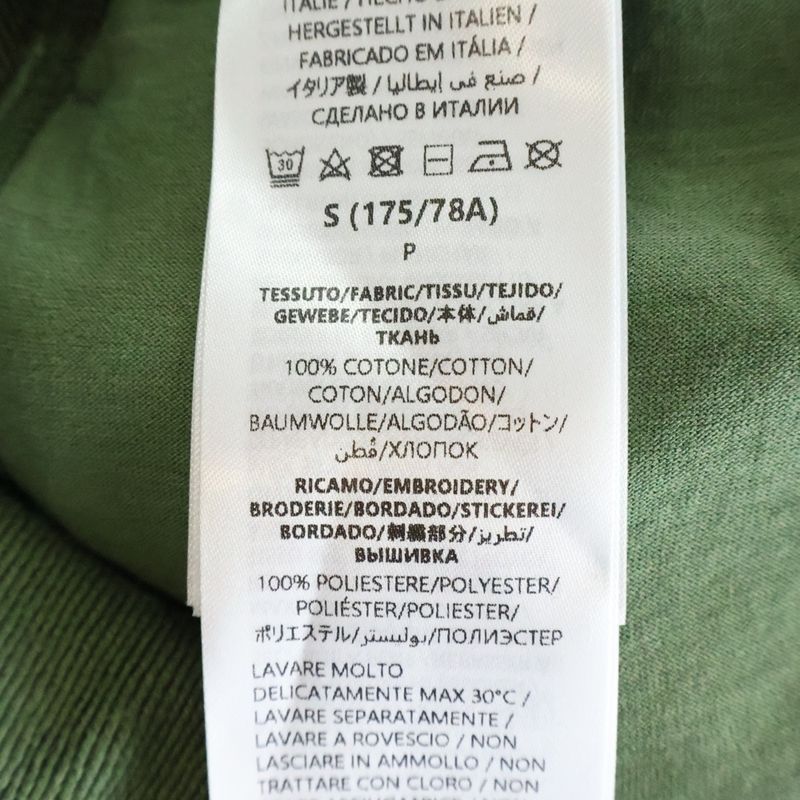 HERGESTELLT IN ITALIEN /
FABRICADO EM ITÁLIA /
イタリア製 / صنع في إيطاليا /
СДЕЛАНО В ИТАЛИИ
30
S (175/78A)
P
TESSUTO/FABRIC/TISSU/TEJIDO/
GEWEBE/TECIDO/本体/قماش/
ТКАНЬ
100% COTONE/COTTON/
COTON/ALGODON/
BAUMWOLLE/ALGODÃO/コットン/
قُطن/ХЛОПОК
RICAMO/EMBROIDERY/
BRODERIE/BORDADO/STICKEREI/
BORDADO/刺繍部分/تطريز/
ВЫШИВКА
100% POLIESTERE/POLYESTER/
POLIÉSTER/POLIESTER/
ポリエステル/بوليستر/ПОЛИЭСТЕР
LAVARE MOLTO
DELICATAMENTE MAX 30°C /
LAVARE SEPARATAMENTE /
LAVARE A ROVESCIO / NON
LASCIARE IN AMMOLLO / NON
TRATTARE CON CLORO / NON